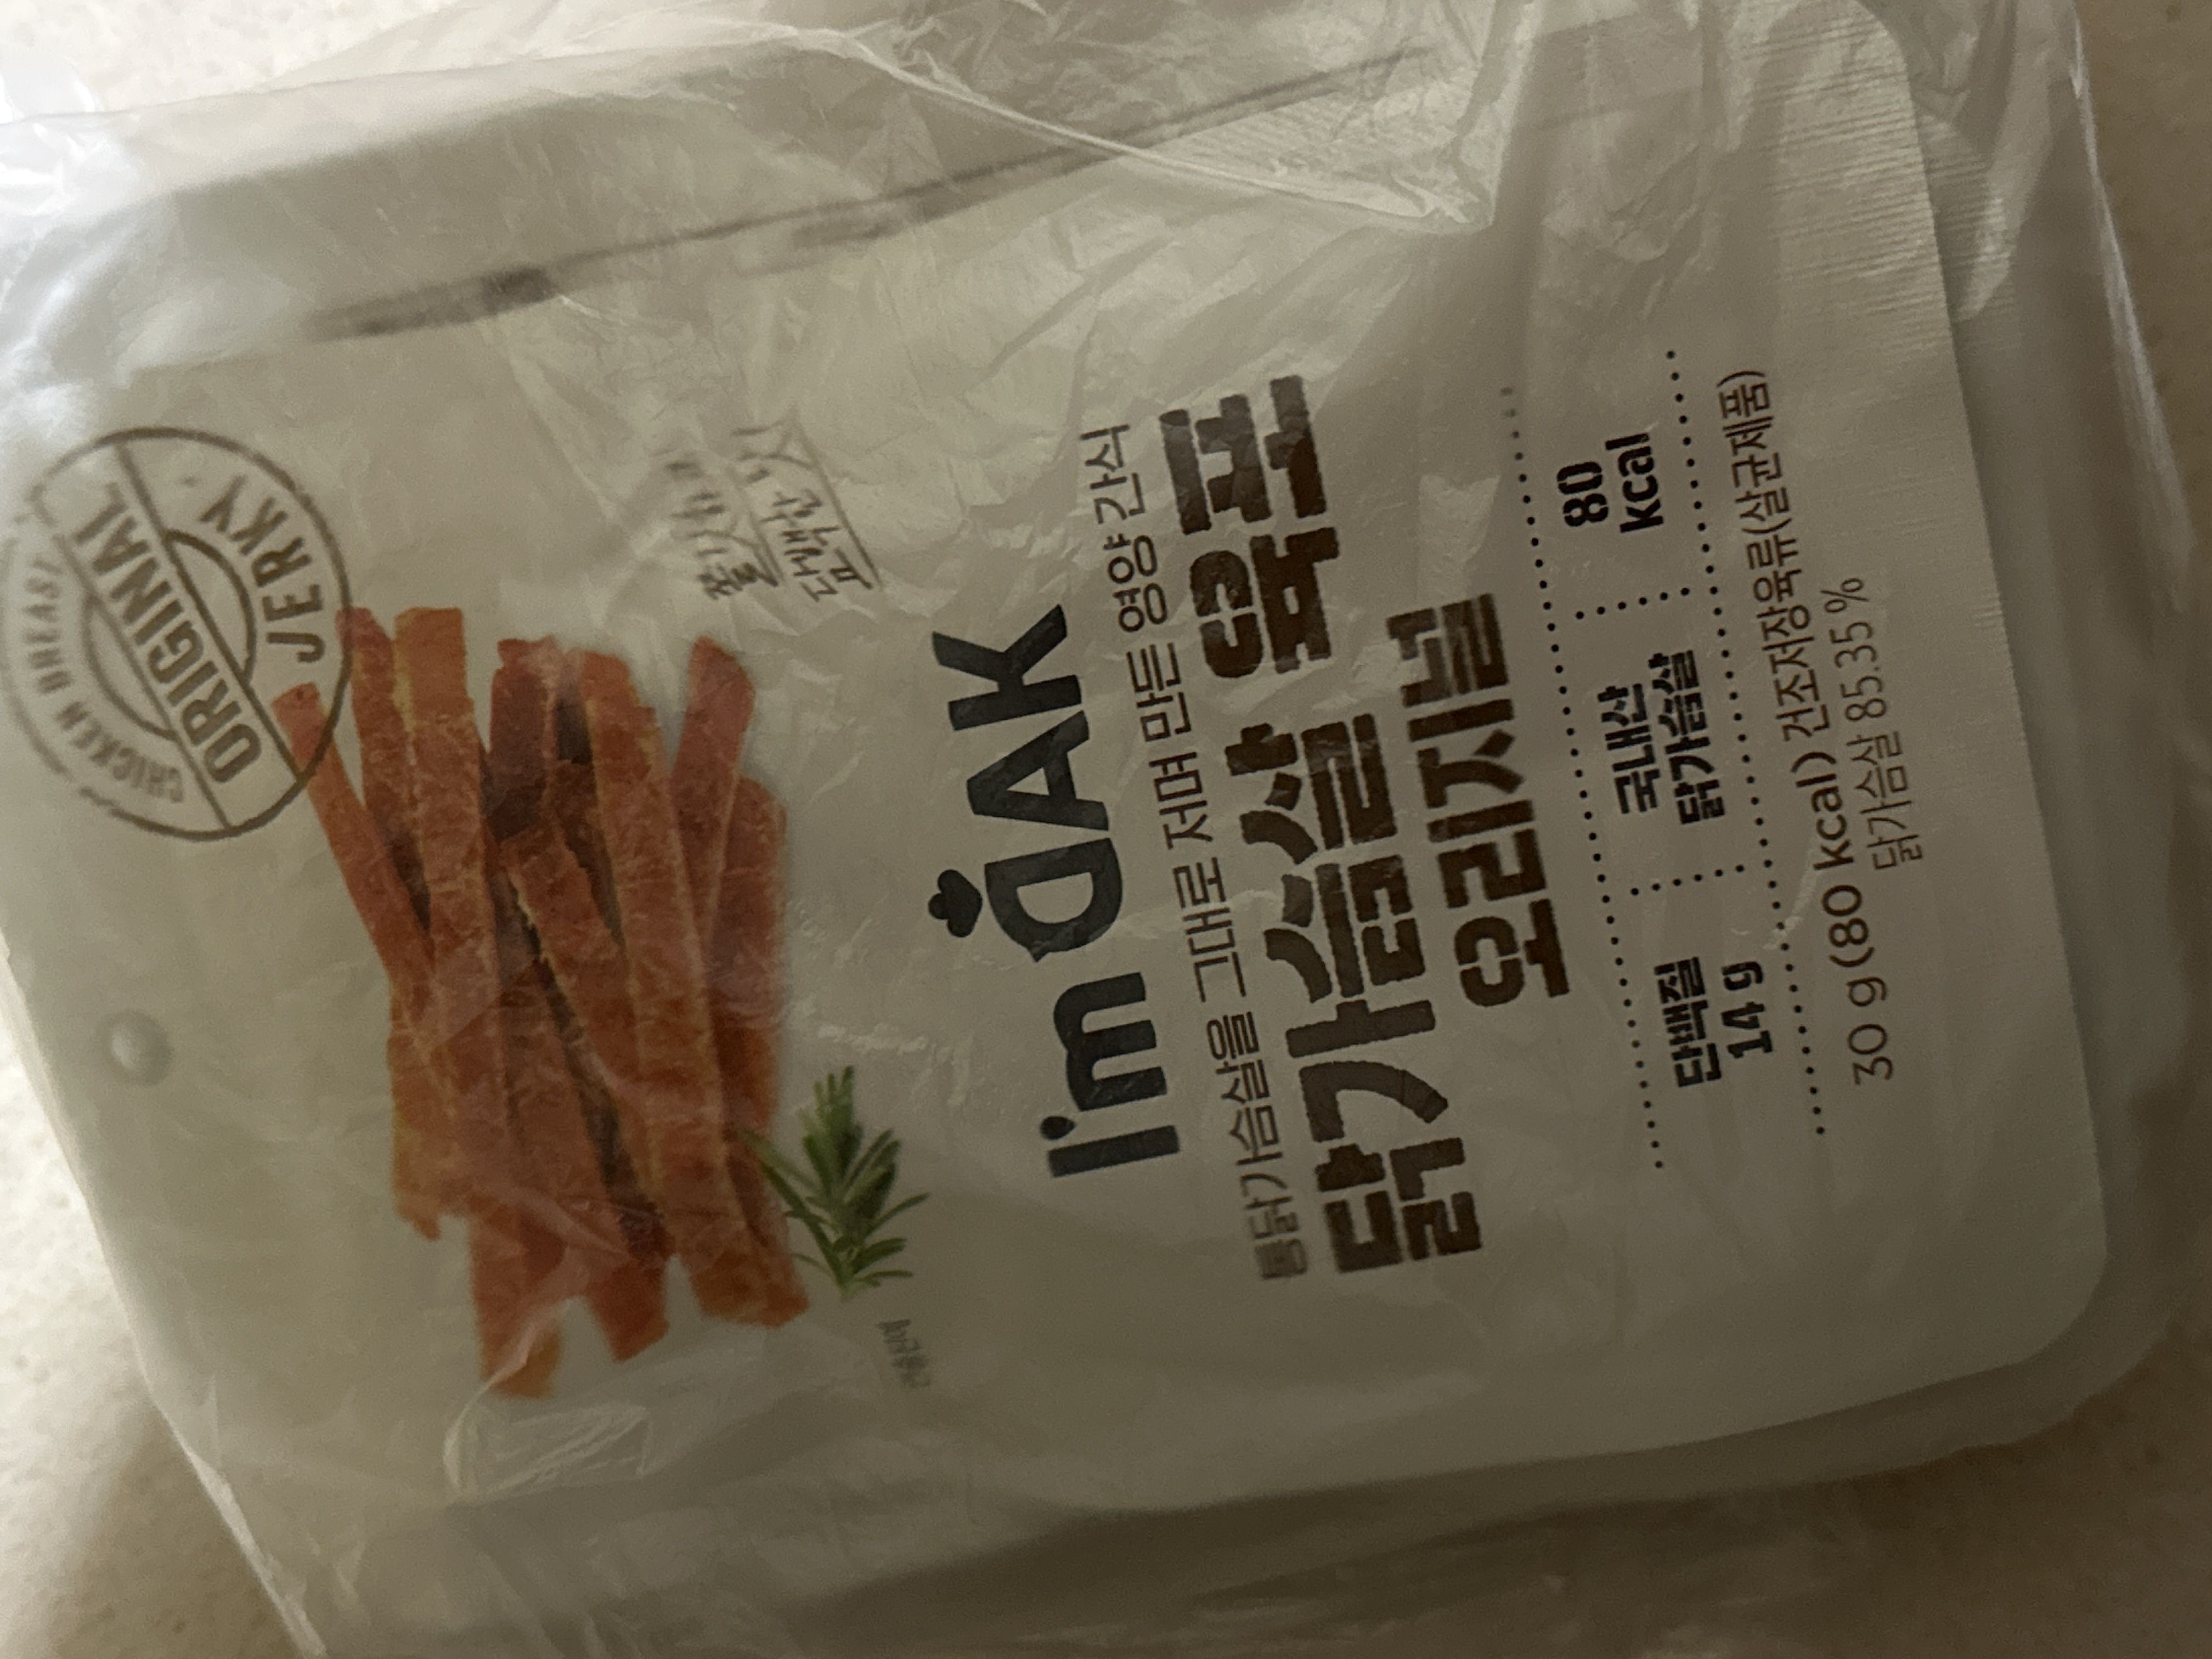 CHICKEN BREAST
ORIGINAL
JERKY
I'm DAK
통닭가슴살을 그대로 저며 만든 영양 간식
닭가슴살 육포
오리지널
단백질
14 g
국내산
닭가슴살
80
kcal
30 g (80 kcal) 건조저장육류(살균제품)
닭가슴살 85.35 %